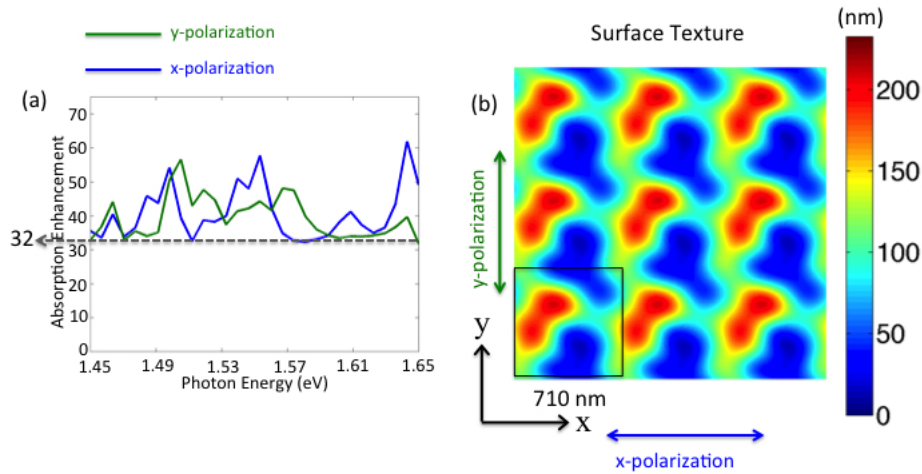 y-polarization
x-polarization
(a)
Absorption Enhancement
70
60
50
40
32
30
20
10
0
1.45
1.49
1.53
1.57
1.61
1.65
Photon Energy (eV)
Surface Texture
(b)
y-polarization
y
x
710 nm
x-polarization
(nm)
200
150
100
50
0